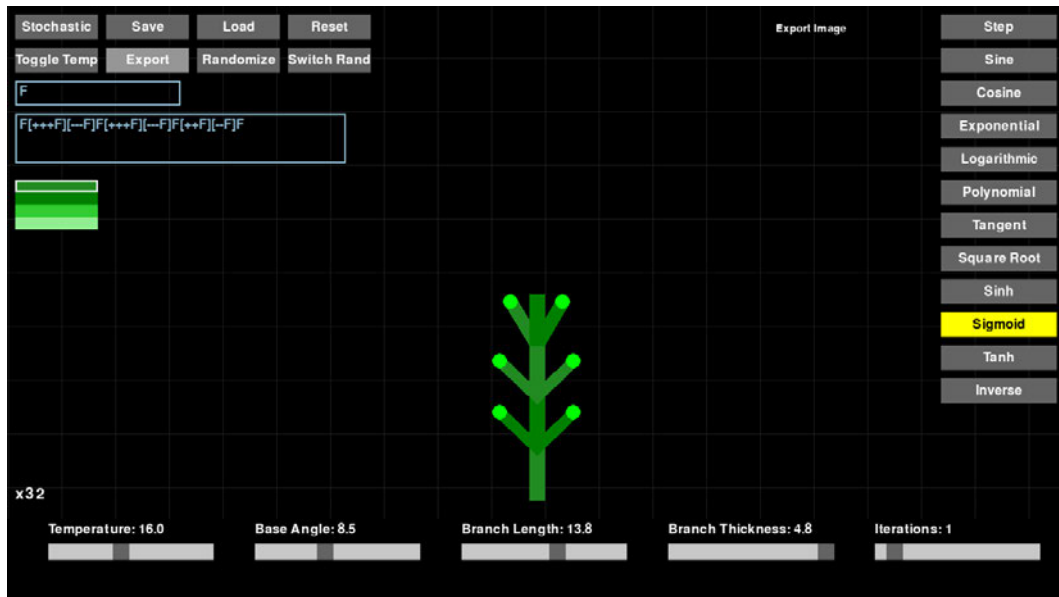 Stochastic Save Load Reset Export Image Step
Toggle Temp Export Randomize Switch Rand Sine
F Cosine
F[+++F][---F]F[+++F][---F]F[++F][--F]F Exponential
Logarithmic
Polynomial
Tangent
Square Root
Sinh
Sigmoid
Tanh
Inverse
x32
Temperature: 16.0 Base Angle: 8.5 Branch Length: 13.8 Branch Thickness: 4.8 Iterations: 1